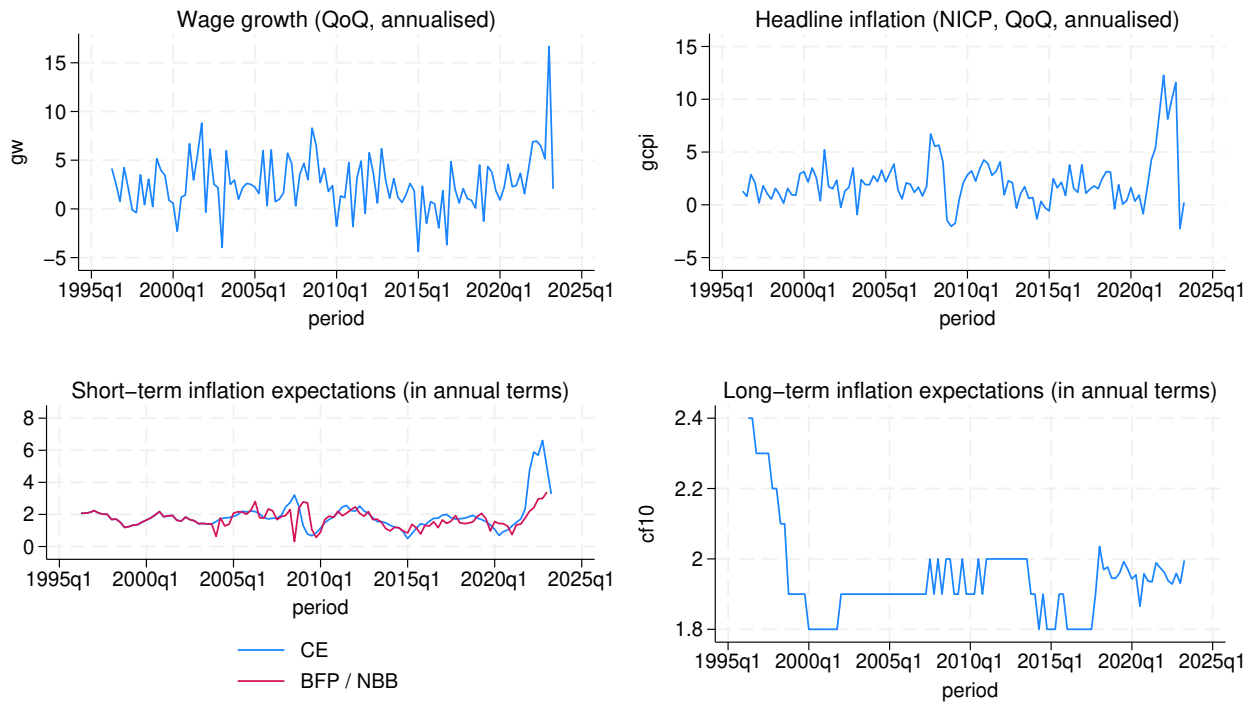 Wage growth (QoQ, annualised)
gw
15
10
5
0
−5
1995q1 2000q1 2005q1 2010q1 2015q1 2020q1 2025q1
period
Headline inflation (NICP, QoQ, annualised)
gcpi
15
10
5
0
−5
1995q1 2000q1 2005q1 2010q1 2015q1 2020q1 2025q1
period
Short−term inflation expectations (in annual terms)
8
6
4
2
0
1995q1 2000q1 2005q1 2010q1 2015q1 2020q1 2025q1
period
CE
BFP / NBB
Long−term inflation expectations (in annual terms)
cf10
2.4
2.2
2
1.8
1995q1 2000q1 2005q1 2010q1 2015q1 2020q1 2025q1
period